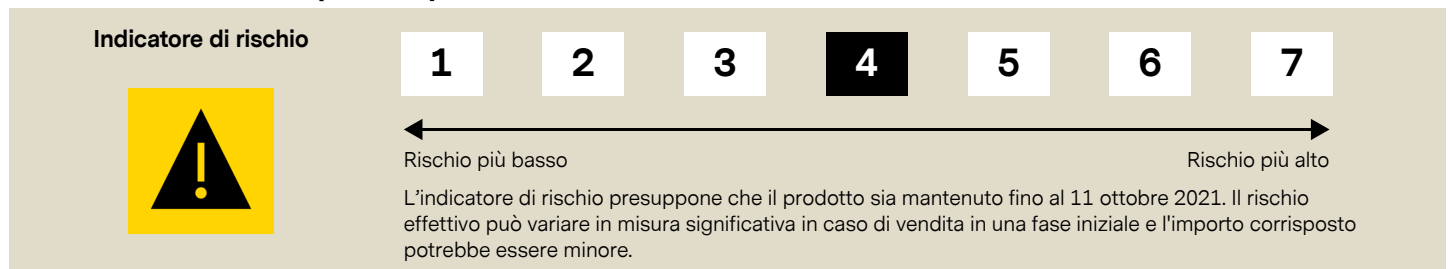 Indicatore di rischio
1 2 3 4 5 6 7
Rischio più basso Rischio più alto
L'indicatore di rischio presuppone che il prodotto sia mantenuto fino al 11 ottobre 2021. Il rischio
effettivo può variare in misura significativa in caso di vendita in una fase iniziale e l'importo corrisposto
potrebbe essere minore.